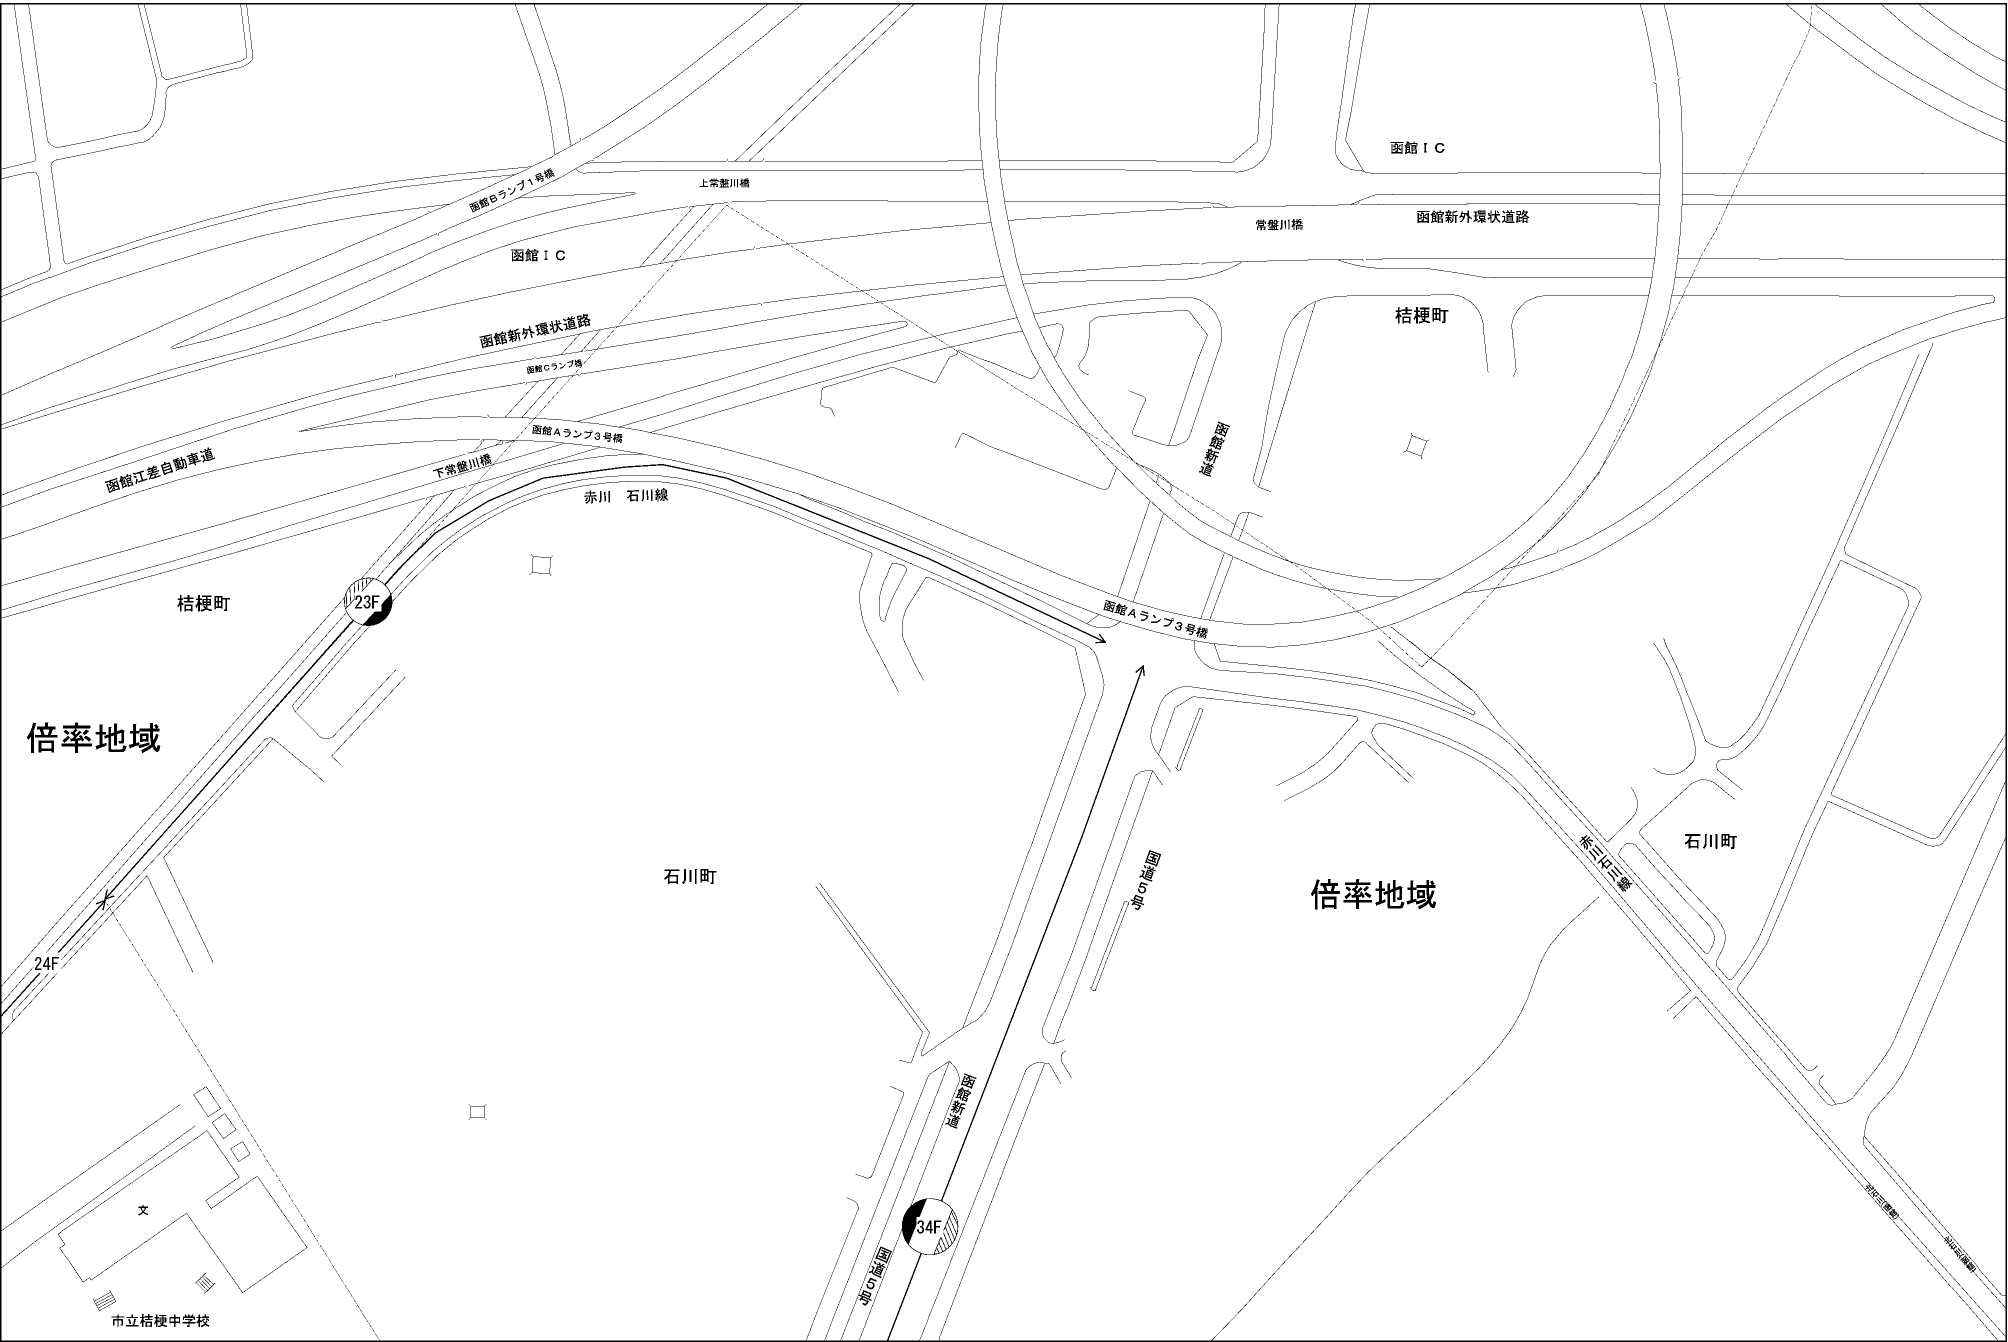 函館ＩＣ
函館Ｂランプ１号橋
上常盤川橋
常盤川橋
函館新外環状道路
函館ＩＣ
桔梗町
函館新外環状道路
函館Ｃランプ橋
函館Ａランプ３号橋
函館新道
函館江差自動車道
下常盤川橋
赤川　石川線
桔梗町
23F
函館Ａランプ３号橋
倍率地域
石川町
赤川石川線
石川町
国道５号
倍率地域
24F
函館新道
文
34F
国道５号
市立桔梗中学校